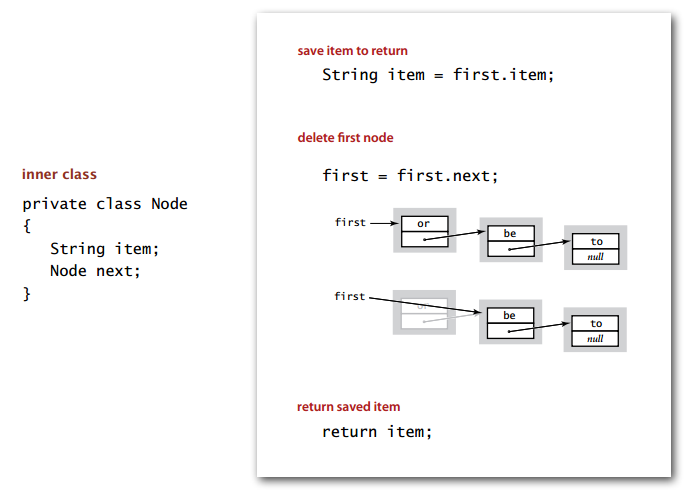 inner class
private class Node
{
String item;
Node next;
}
save item to return
String item = first.item;
delete first node
first = first.next;
first
or
be
to
null
first
or
be
to
null
return saved item
return item;